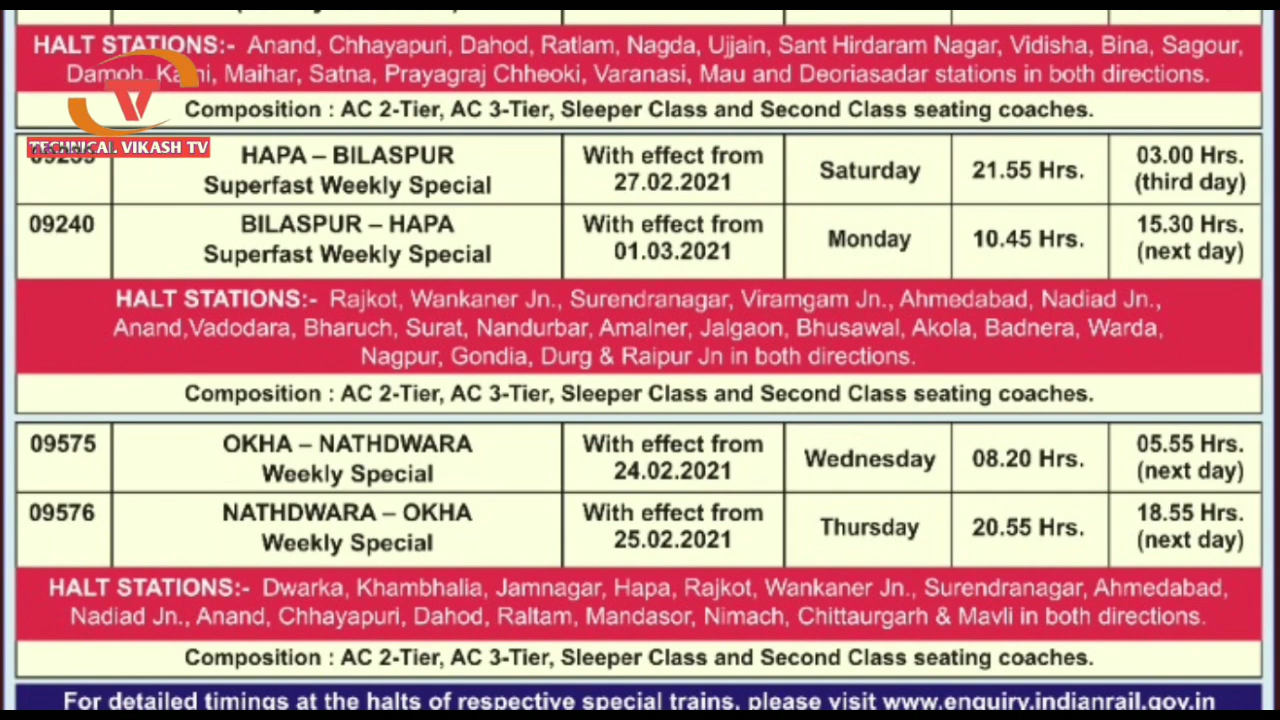 HALT STATIONS:- Anand, Chhayapuri, Dahod, Ratlam, Nagda, Ujjain, Sant Hirdaram Nagar, Vidisha, Bina, Sagour,
Damoh, Maihar, Satna, Prayagraj Chheoki, Varanasi, Mau and Deoriasadar stations in both directions.
Composition : AC 2-Tier, AC 3-Tier, Sleeper Class and Second Class seating coaches.
TECHNICAL VIKASH TV
HAPA – BILASPUR
Superfast Weekly Special
With effect from
27.02.2021
Saturday
21.55 Hrs.
03.00 Hrs.
(third day)
09240
BILASPUR – HAPA
Superfast Weekly Special
With effect from
01.03.2021
Monday
10.45 Hrs.
15.30 Hrs.
(next day)
HALT STATIONS:- Rajkot, Wankaner Jn., Surendranagar, Viramgam Jn., Ahmedabad, Nadiad Jn.,
Anand,Vadodara, Bharuch, Surat, Nandurbar, Amalner, Jalgaon, Bhusawal, Akola, Badnera, Warda,
Nagpur, Gondia, Durg & Raipur Jn in both directions.
Composition : AC 2-Tier, AC 3-Tier, Sleeper Class and Second Class seating coaches.
09575
OKHA – NATHDWARA
Weekly Special
With effect from
24.02.2021
Wednesday
08.20 Hrs.
05.55 Hrs.
(next day)
09576
NATHDWARA – OKHA
Weekly Special
With effect from
25.02.2021
Thursday
20.55 Hrs.
18.55 Hrs.
(next day)
HALT STATIONS:- Dwarka, Khambhalia, Jamnagar, Hapa, Rajkot, Wankaner Jn., Surendranagar, Ahmedabad,
Nadiad Jn., Anand, Chhayapuri, Dahod, Raltam, Mandasor, Nimach, Chittaurgarh & Mavli in both directions.
Composition : AC 2-Tier, AC 3-Tier, Sleeper Class and Second Class seating coaches.
For detailed timings at the halts of respective special trains, please visit www.enquiry.indianrail.gov.in